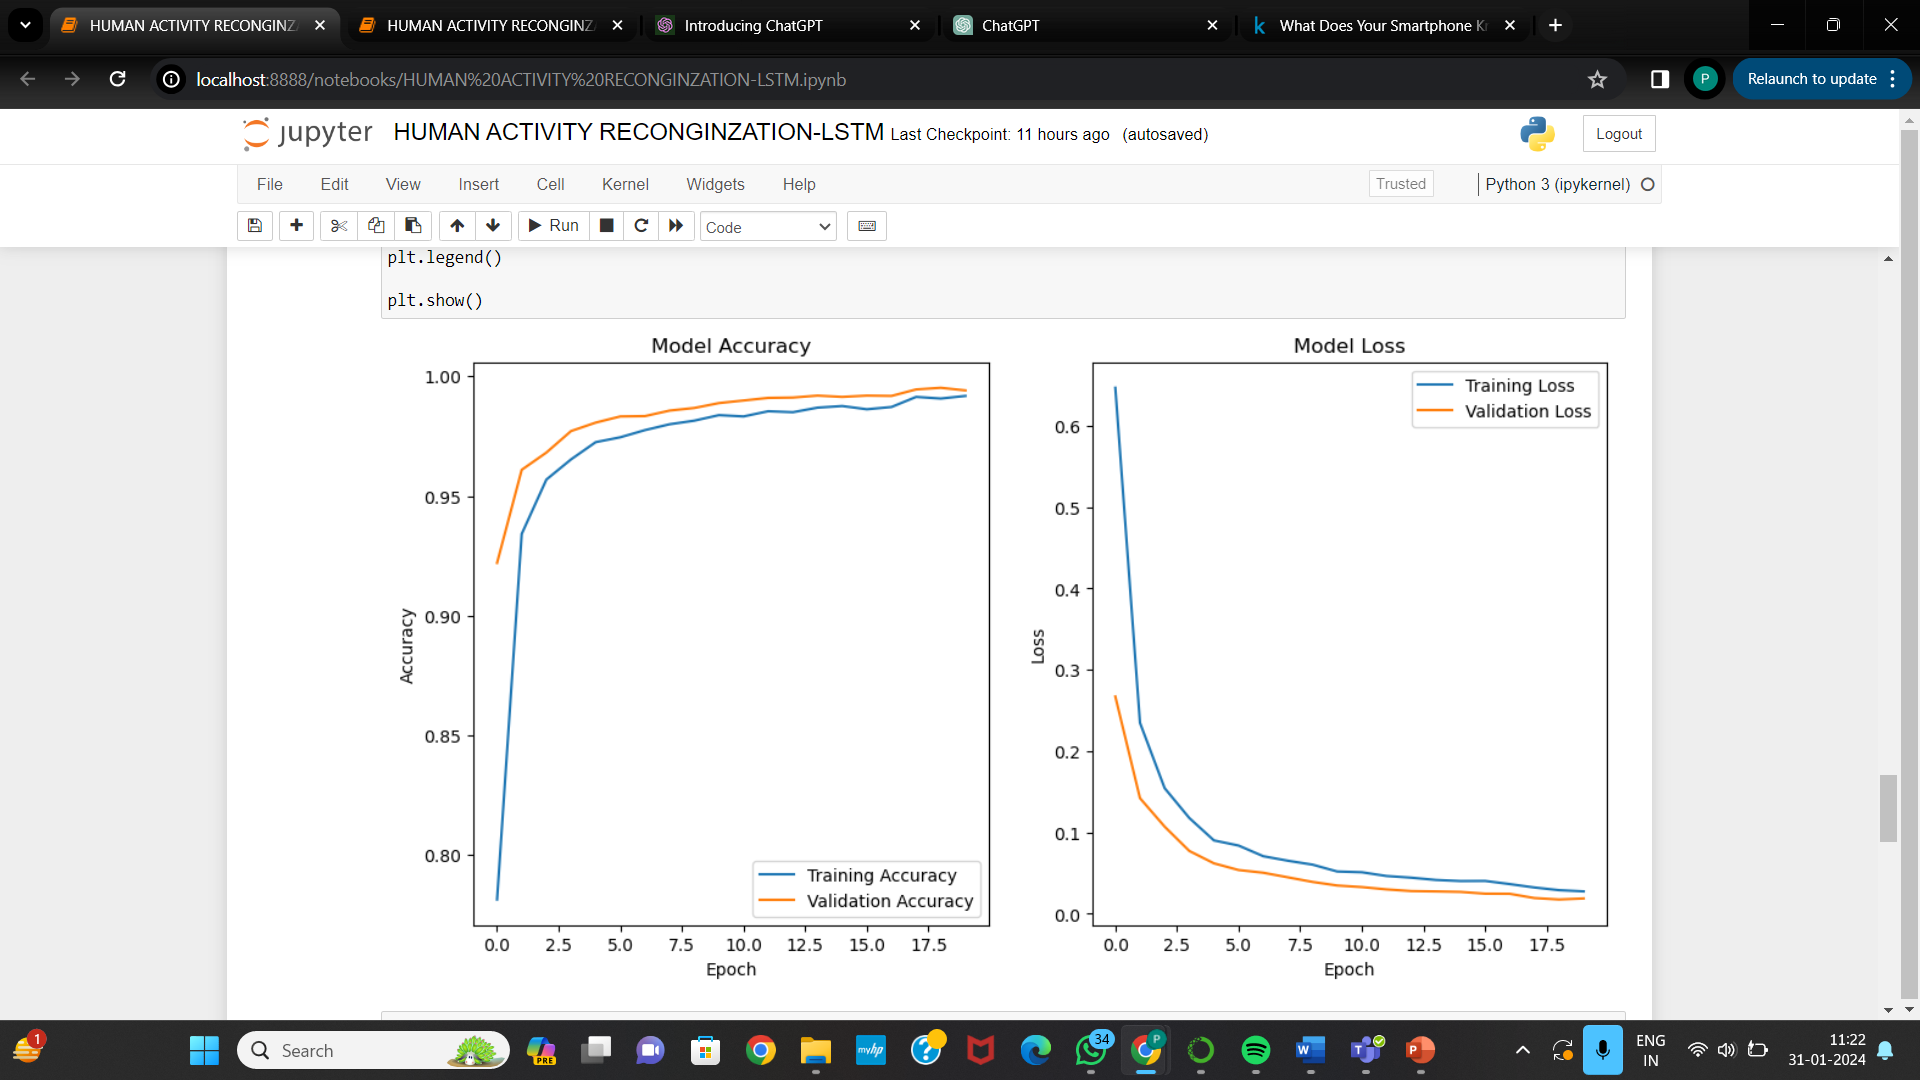 HUMAN ACTIVITY RECONGINZ
HUMAN ACTIVITY RECONGINZ
Introducing ChatGPT
ChatGPT
What Does Your Smartphone Kn
localhost:8888/notebooks/HUMAN%20ACTIVITY%20RECONGINZATION-LSTM.ipynb
P
Relaunch to update
jupyter HUMAN ACTIVITY RECONGINZATION-LSTM Last Checkpoint: 11 hours ago (autosaved)
Logout
File Edit View Insert Cell Kernel Widgets Help
Trusted
Python 3 (ipykernel)
Run
Code
plt.legend()
plt.show()
Model Accuracy
1.00
0.95
0.90
0.85
0.80
Accuracy
Training Accuracy
Validation Accuracy
0.0 2.5 5.0 7.5 10.0 12.5 15.0 17.5
Epoch
Model Loss
Training Loss
Validation Loss
0.6
0.5
0.4
0.3
0.2
0.1
0.0
Loss
0.0 2.5 5.0 7.5 10.0 12.5 15.0 17.5
Epoch
1
Search
PRE
myhp
34
P
ENG
IN
11:22
31-01-2024